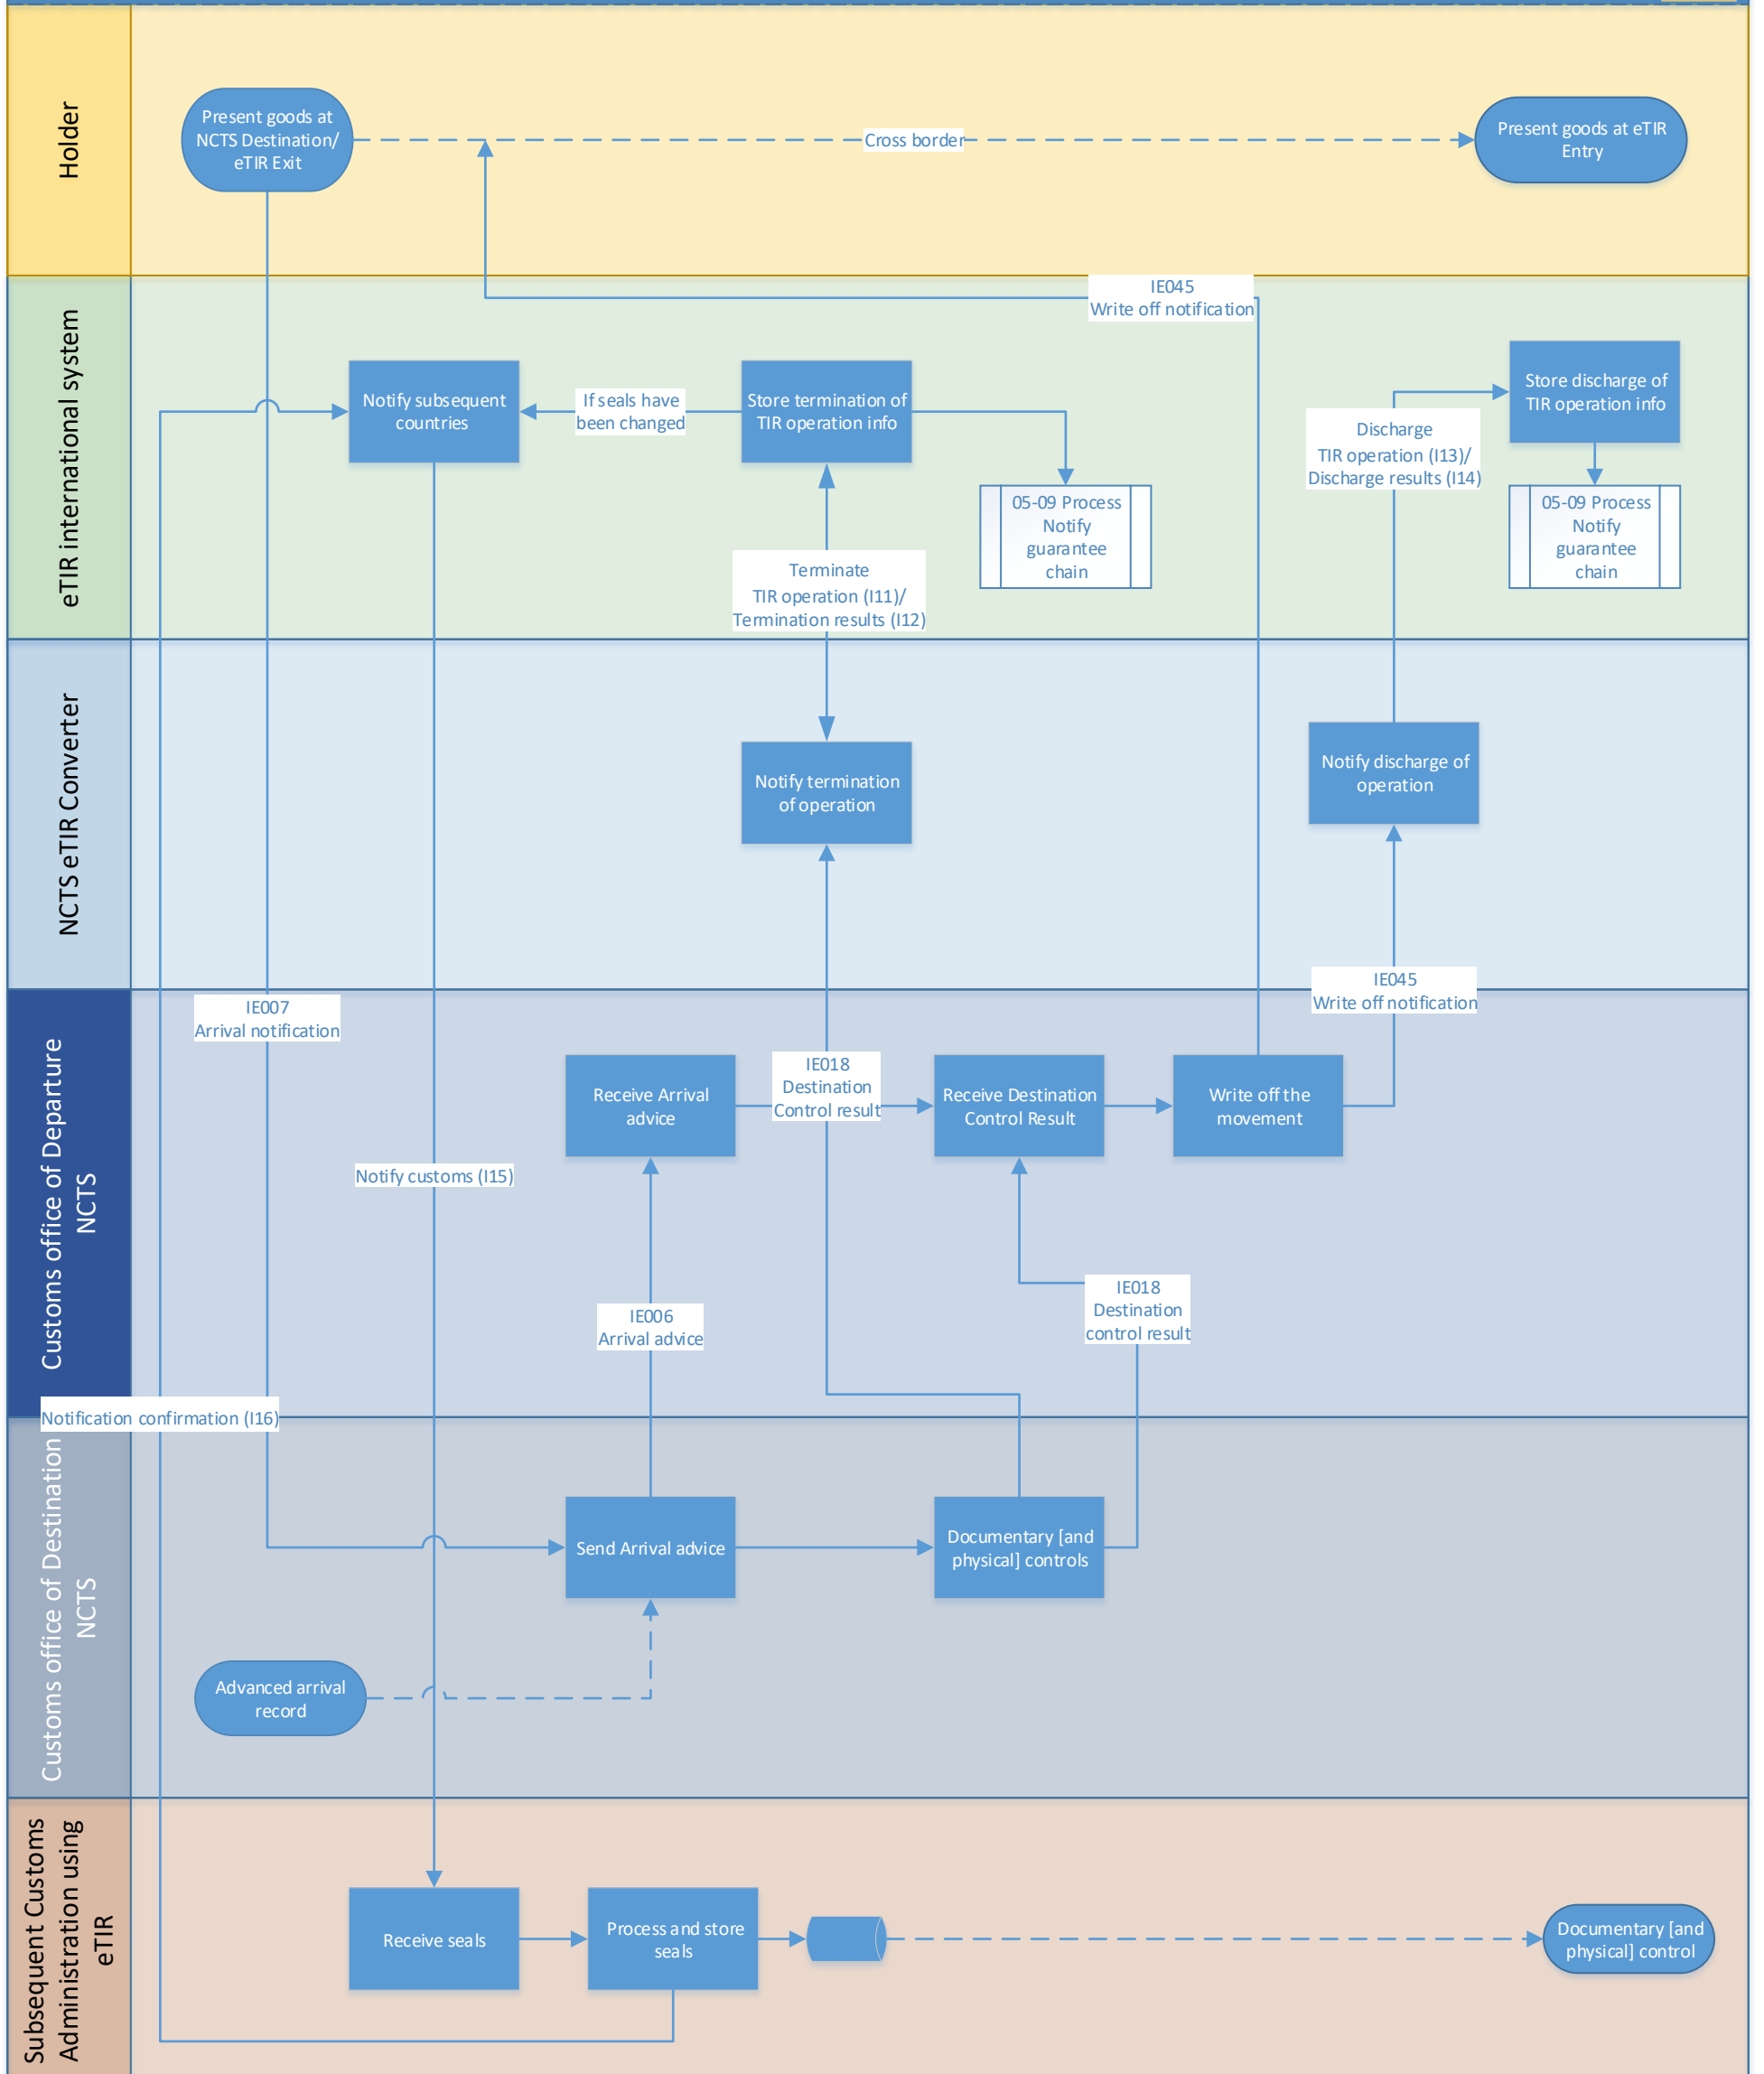 Holder
Present goods at
NCTS Destination/
eTIR Exit
Cross border
Present goods at eTIR
Entry
eTIR international system
IE045
Write off notification
Notify subsequent
countries
If seals have
been changed
Store termination of
TIR operation info
Store discharge of
TIR operation info
Discharge
TIR operation (I13)/
Discharge results (I14)
05-09 Process
Notify
guarantee
chain
05-09 Process
Notify
guarantee
chain
Terminate
TIR operation (I11)/
Termination results (I12)
NCTS eTIR Converter
Notify termination
of operation
Notify discharge of
operation
IE045
Write off notification
Customs office of Departure
NCTS
IE007
Arrival notification
Receive Arrival
advice
IE018
Destination
Control result
Receive Destination
Control Result
Write off the
movement
Notify customs (I15)
IE006
Arrival advice
IE018
Destination
control result
Notification confirmation (I16)
Customs office of Destination
NCTS
Send Arrival advice
Documentary [and
physical] controls
Advanced arrival
record
Subsequent Customs
Administration using
eTIR
Receive seals
Process and store
seals
Documentary [and
physical] control